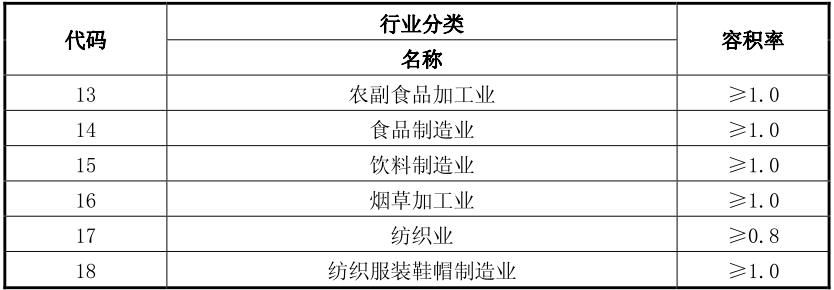 代码 行业分类 容积率
名称
13 农副食品加工业 ≥1.0
14 食品制造业 ≥1.0
15 饮料制造业 ≥1.0
16 烟草加工业 ≥1.0
17 纺织业 ≥0.8
18 纺织服装鞋帽制造业 ≥1.0